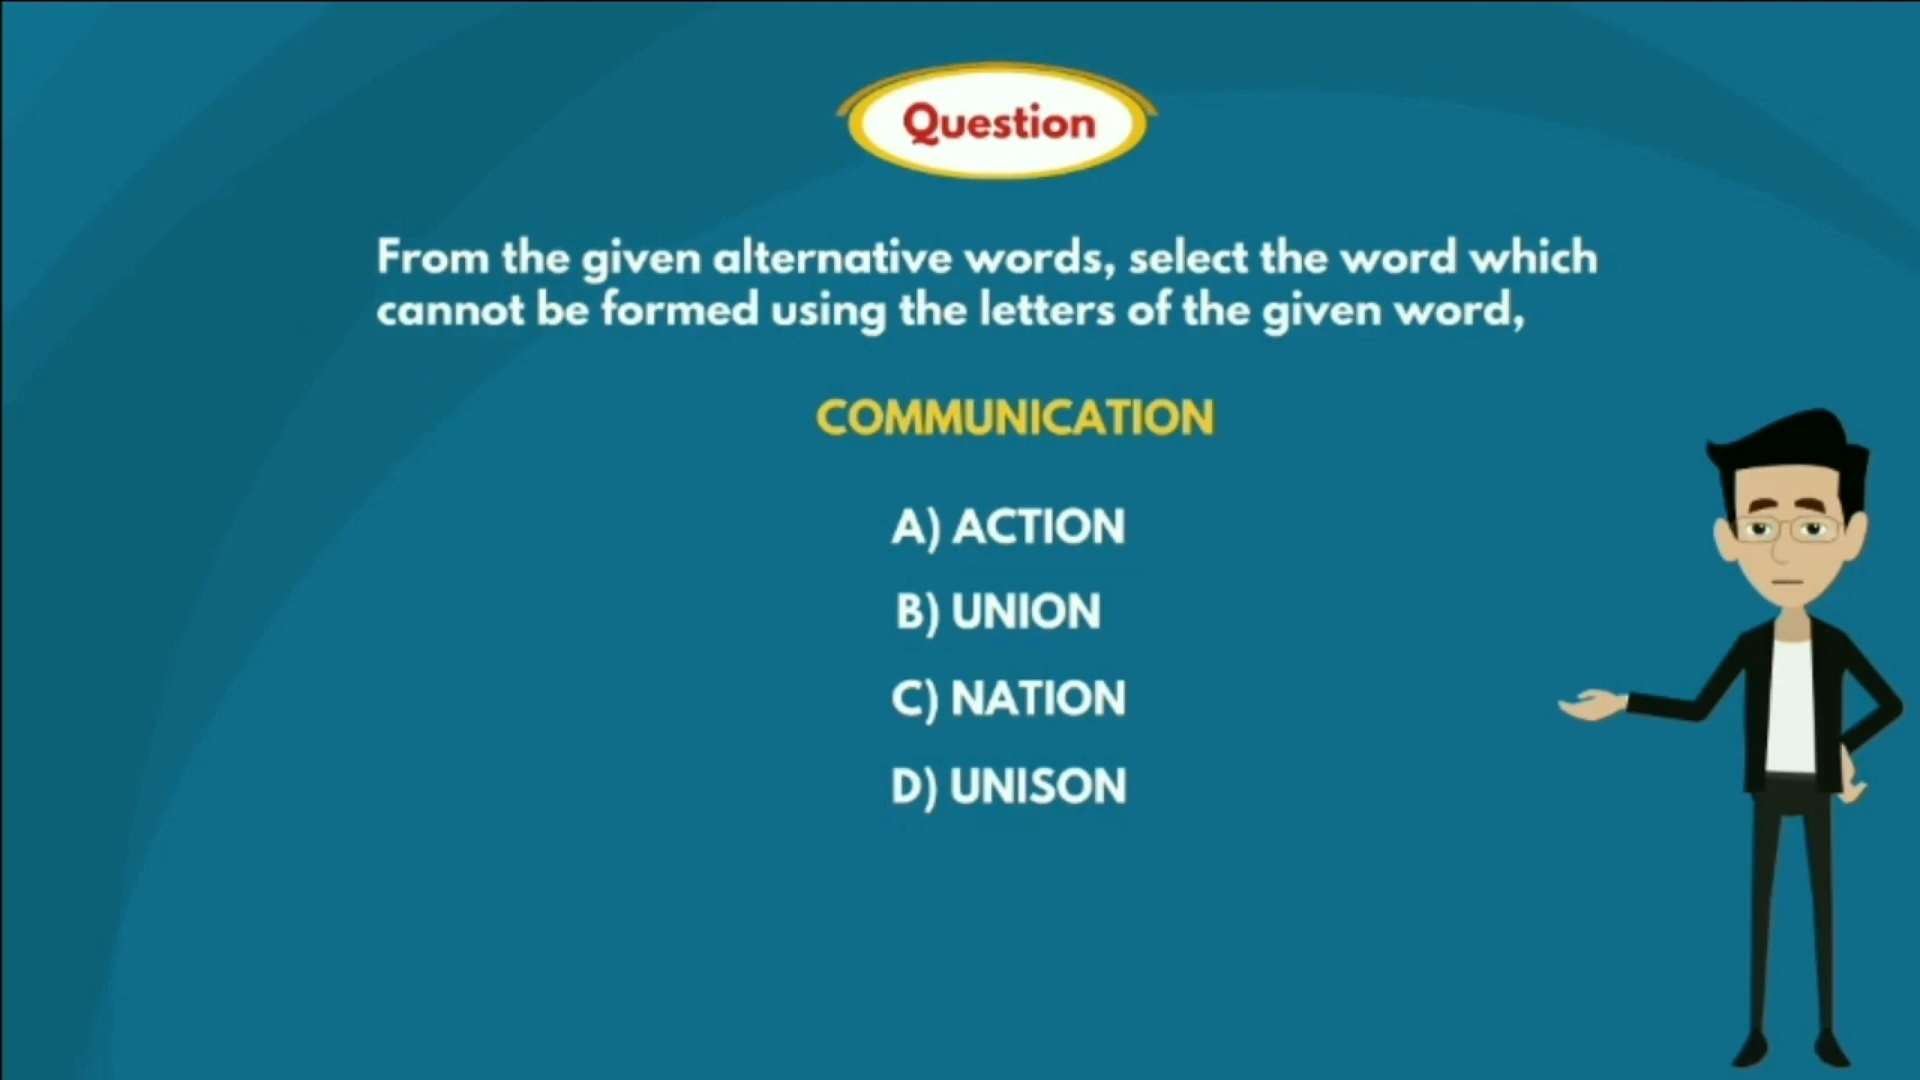 Question
From the given alternative words, select the word which
cannot be formed using the letters of the given word,
COMMUNICATION
A) ACTION
B) UNION
C) NATION
D) UNISON